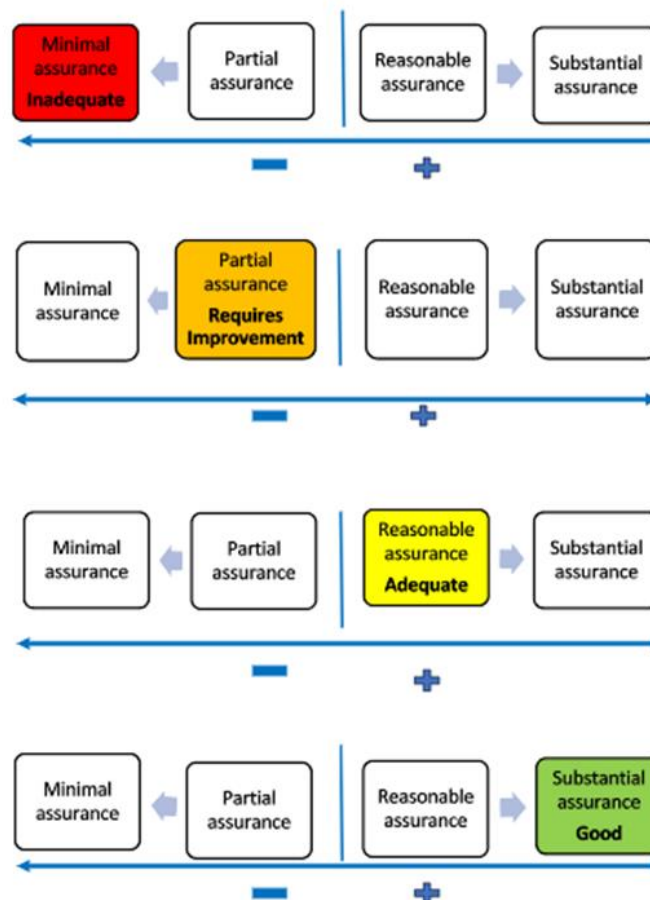 Minimal
assurance
Inadequate
Partial
assurance
Reasonable
assurance
Substantial
assurance
Minimal
assurance
Partial
assurance
Requires
Improvement
Reasonable
assurance
Substantial
assurance
Minimal
assurance
Partial
assurance
Reasonable
assurance
Adequate
Substantial
assurance
Minimal
assurance
Partial
assurance
Reasonable
assurance
Substantial
assurance
Good